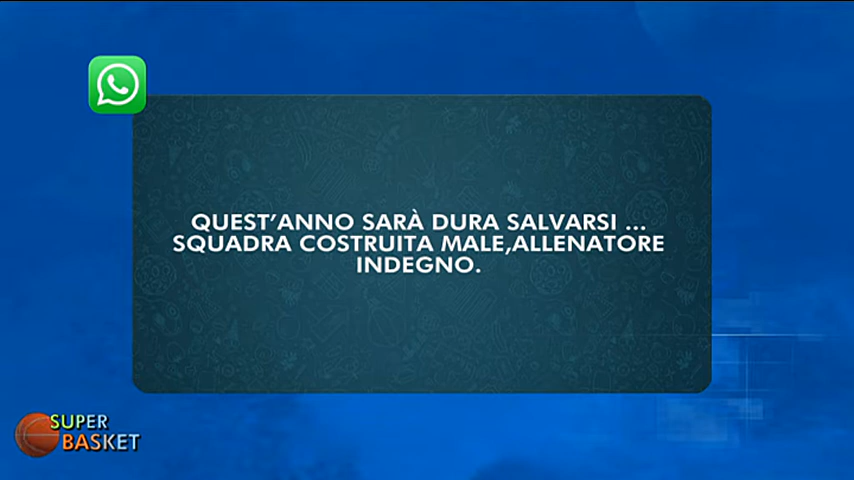 QUEST'ANNO SARÀ DURA SALVARSI ...
SQUADRA COSTRUITA MALE,ALLENATORE
INDEGNO.
SUPER
BASKET